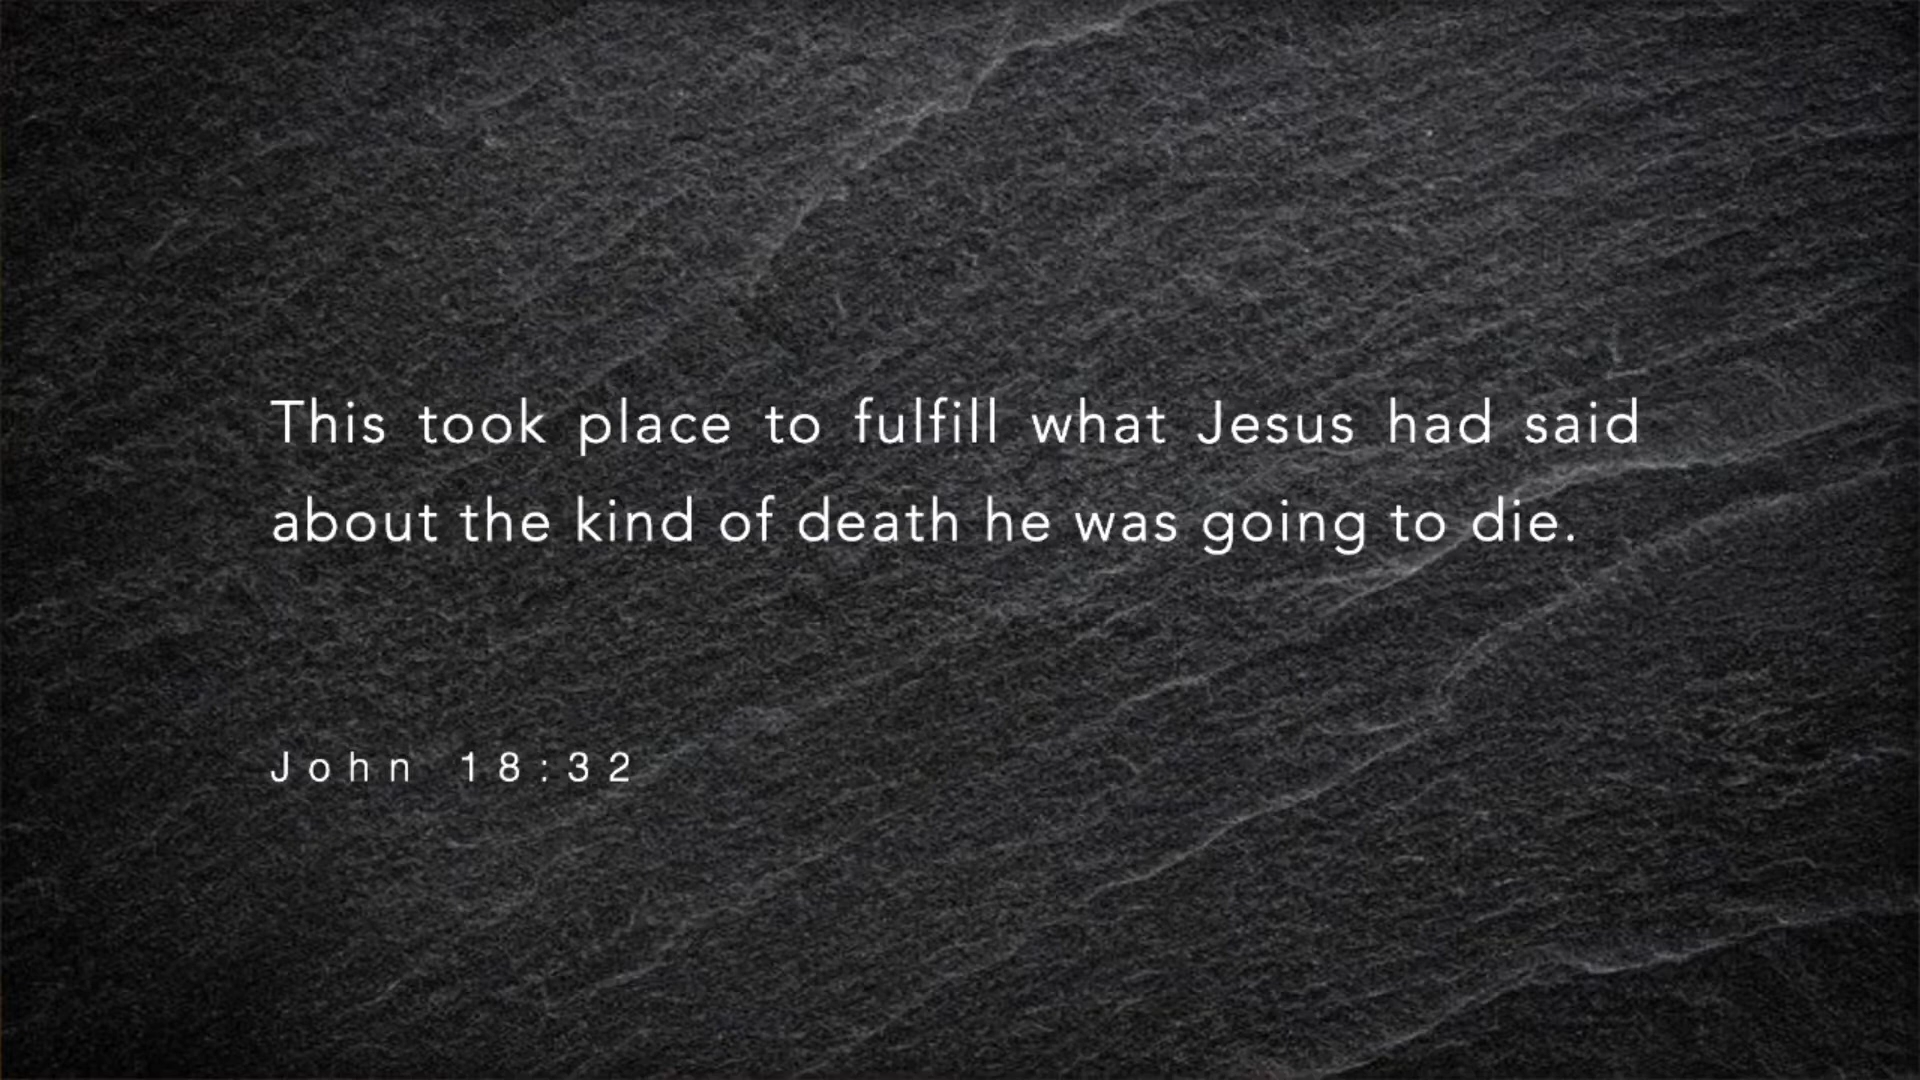 This took place to fulfill what Jesus had said
about the kind of death he was going to die.
John 18:32